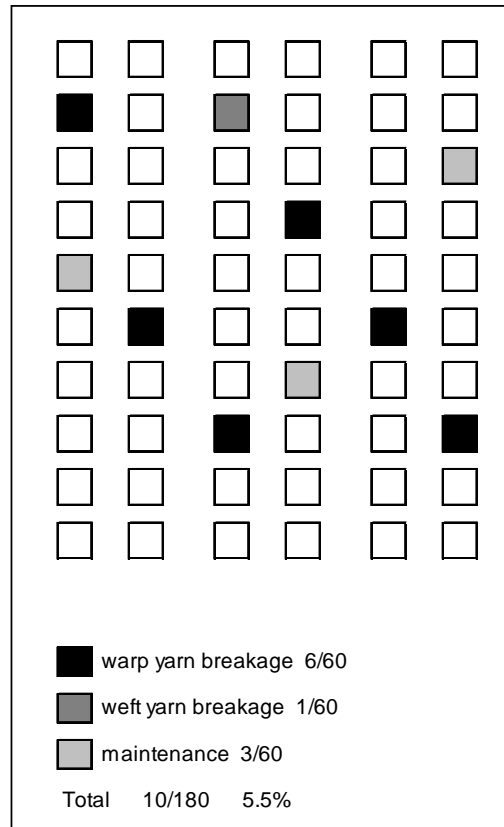 warp yarn breakage 6/60
weft yarn breakage 1/60
maintenance 3/60
Total 10/180 5.5%